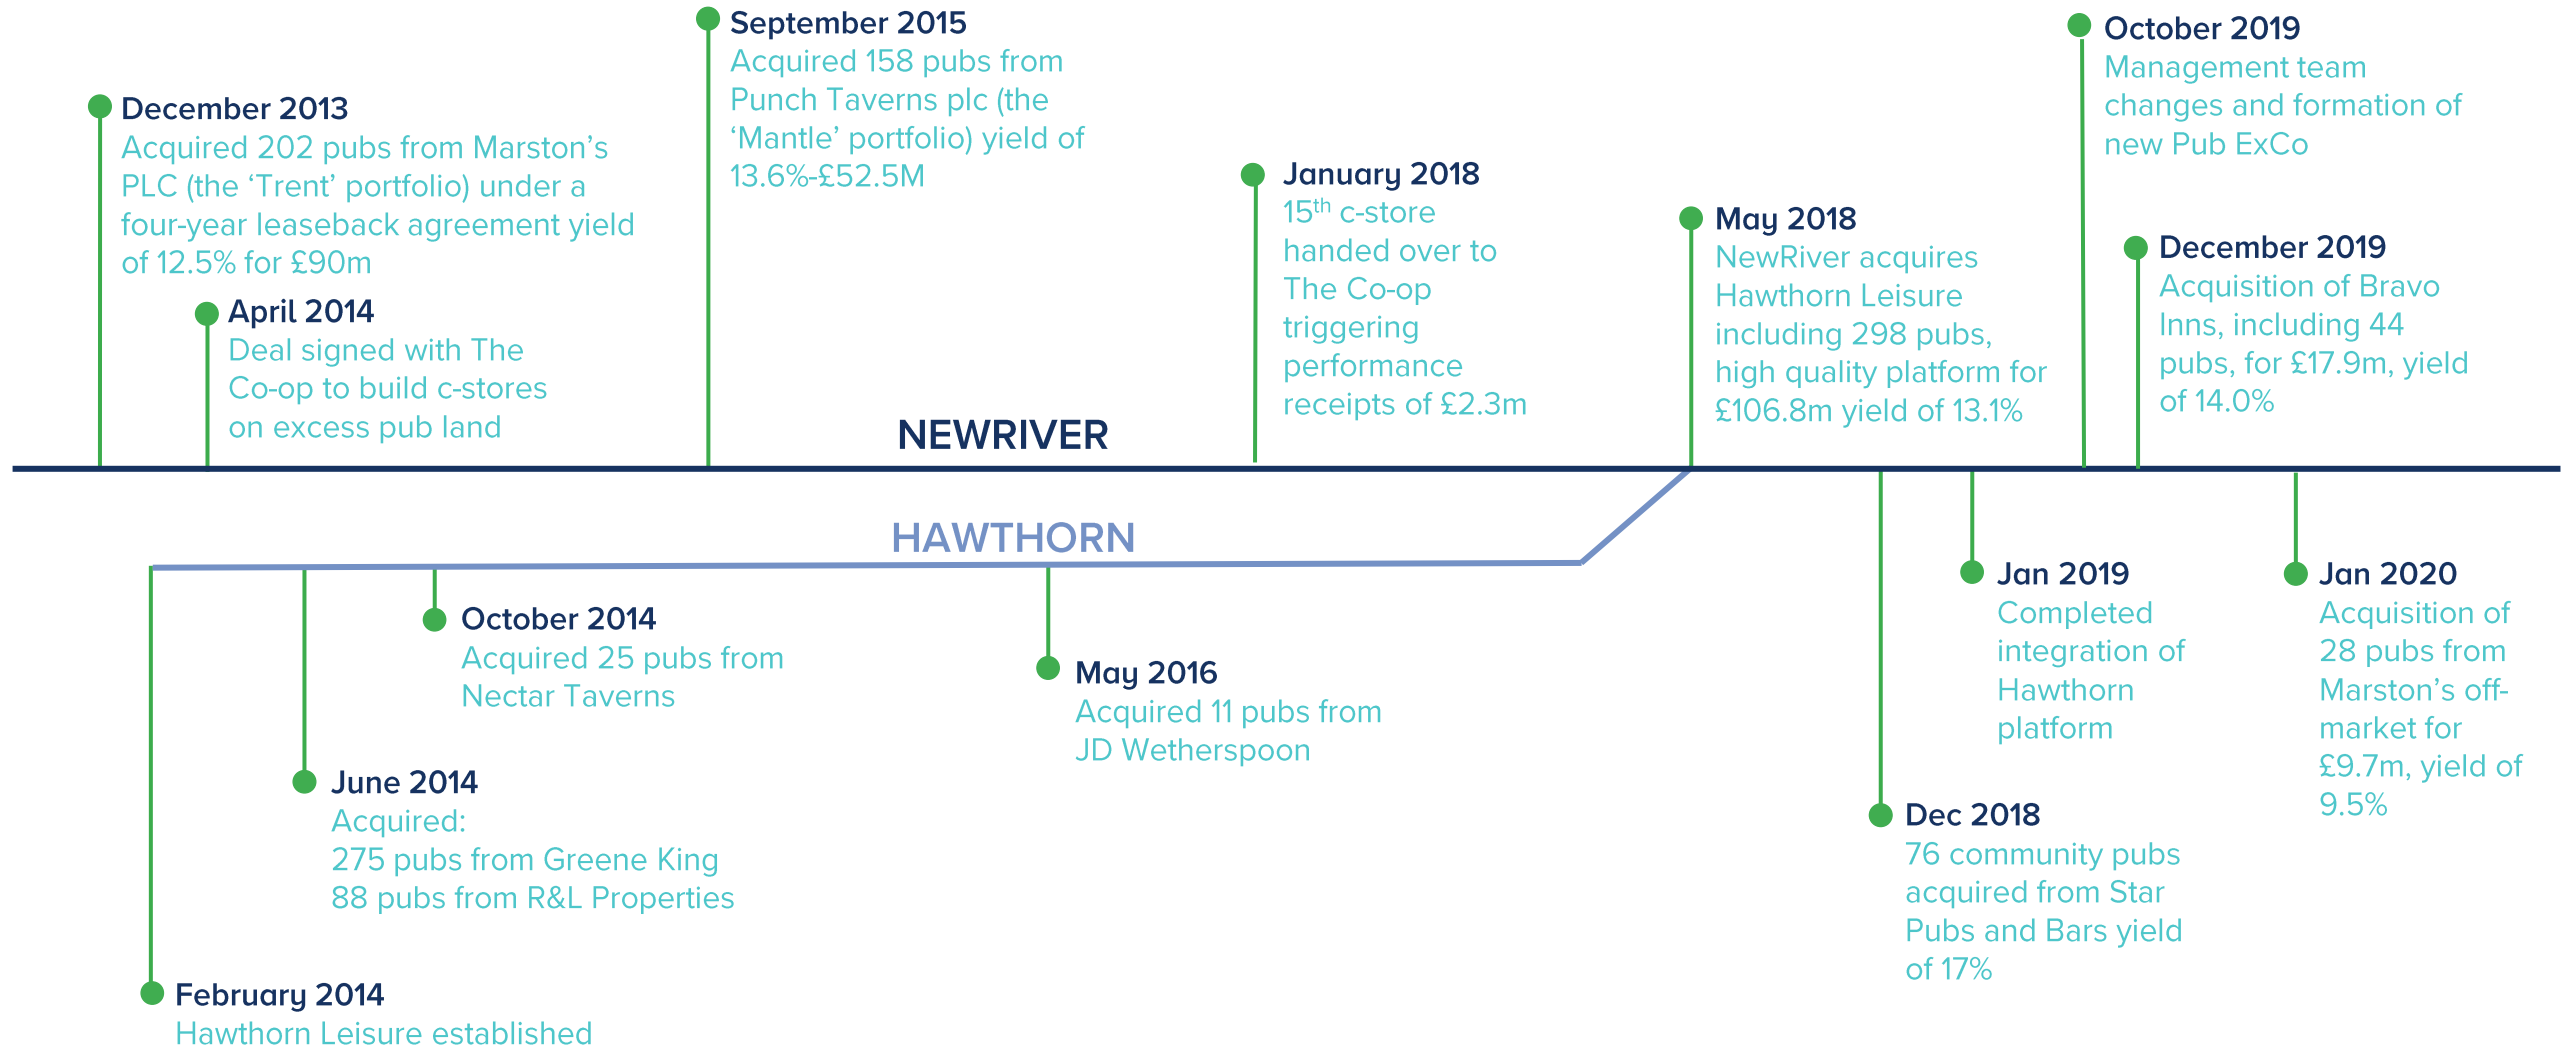 December 2013
Acquired 202 pubs from Marston’s
PLC (the ‘Trent’ portfolio) under a
four-year leaseback agreement yield
of 12.5% for £90m
April 2014
Deal signed with The
Co-op to build c-stores
on excess pub land
September 2015
Acquired 158 pubs from
Punch Taverns plc (the
‘Mantle’ portfolio) yield of
13.6%-£52.5M
January 2018
15th c-store
handed over to
The Co-op
triggering
performance
receipts of £2.3m
May 2018
NewRiver acquires
Hawthorn Leisure
including 298 pubs,
high quality platform for
£106.8m yield of 13.1%
October 2019
Management team
changes and formation of
new Pub ExCo
December 2019
Acquisition of Bravo
Inns, including 44
pubs, for £17.9m, yield
of 14.0%
NEWRIVER
HAWTHORN
February 2014
Hawthorn Leisure established
June 2014
Acquired:
275 pubs from Greene King
88 pubs from R&L Properties
October 2014
Acquired 25 pubs from
Nectar Taverns
May 2016
Acquired 11 pubs from
JD Wetherspoon
Dec 2018
76 community pubs
acquired from Star
Pubs and Bars yield
of 17%
Jan 2019
Completed
integration of
Hawthorn
platform
Jan 2020
Acquisition of
28 pubs from
Marston’s off-
market for
£9.7m, yield of
9.5%